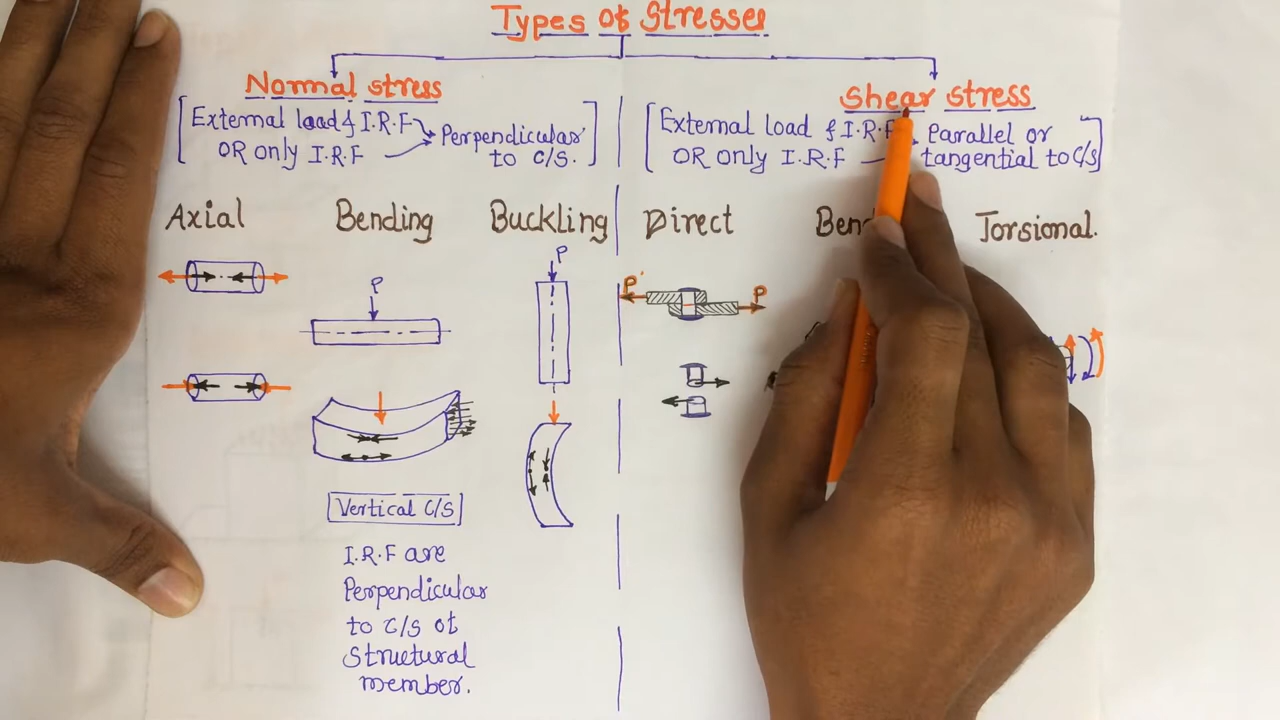 Types of Stresses
Normal stress
External load & I.R.F
OR only I.R.F
Perpendicular
to C/S.
Shear stress
External load & I.R.F
OR only I.R.F
Parallel or
tangential to C/S
Axial
Bending
Buckling
Direct
Torsional.
P
P
P
P
Vertical C/S
I.R.F are
Perpendicular
to C/S of
Structural
member.